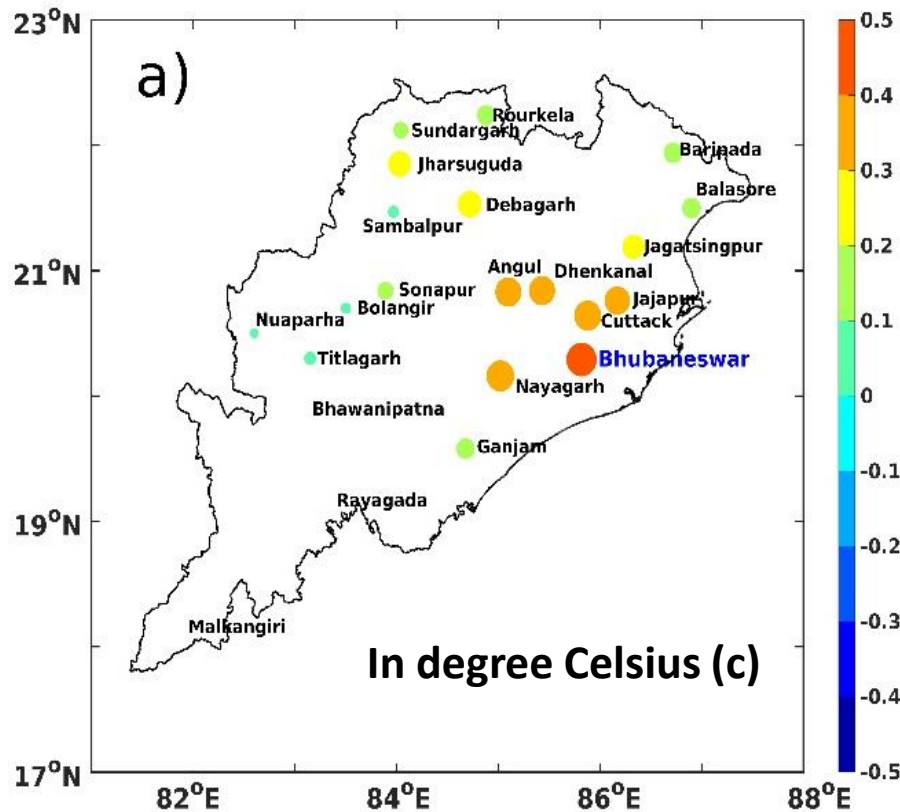 23°N
0.5
a)
0.4
Rourkela
Sundargarh
Baripada
0.3
Jharsuguda
Balasore
Debagarh
Sambalpur
0.2
Jagatsingpur
21°N
Angul
Dhenkanal
Sonapur
Jajapur
0.1
Bolangir
Cuttack
Nuaparha
Titlagarh
Bhubaneswar
0
Nayagarh
Bhawanipatna
Ganjam
-0.1
Rayagada
19°N
-0.2
Malkangiri
-0.3
In degree Celsius (c)
-0.4
17°N
-0.5
82°E
84°E
86°E
88°E